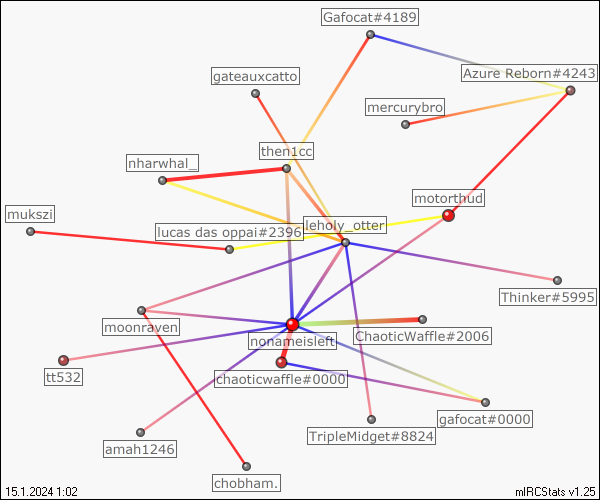 Gafocat#4189
gateauxcatto
Azure Reborn#4243
mercurybro
then1cc
nharwhal_
motorthud
mukszi
lucas das oppai#2396
leholy_otter
Thinker#5995
moonraven
nonameisleft
ChaoticWaffle#2006
tt532
chaoticwaffle#0000
gafocat#0000
TripleMidget#8824
amah1246
chobham.
15.1.2024 1:02
mIRCStats v1.25